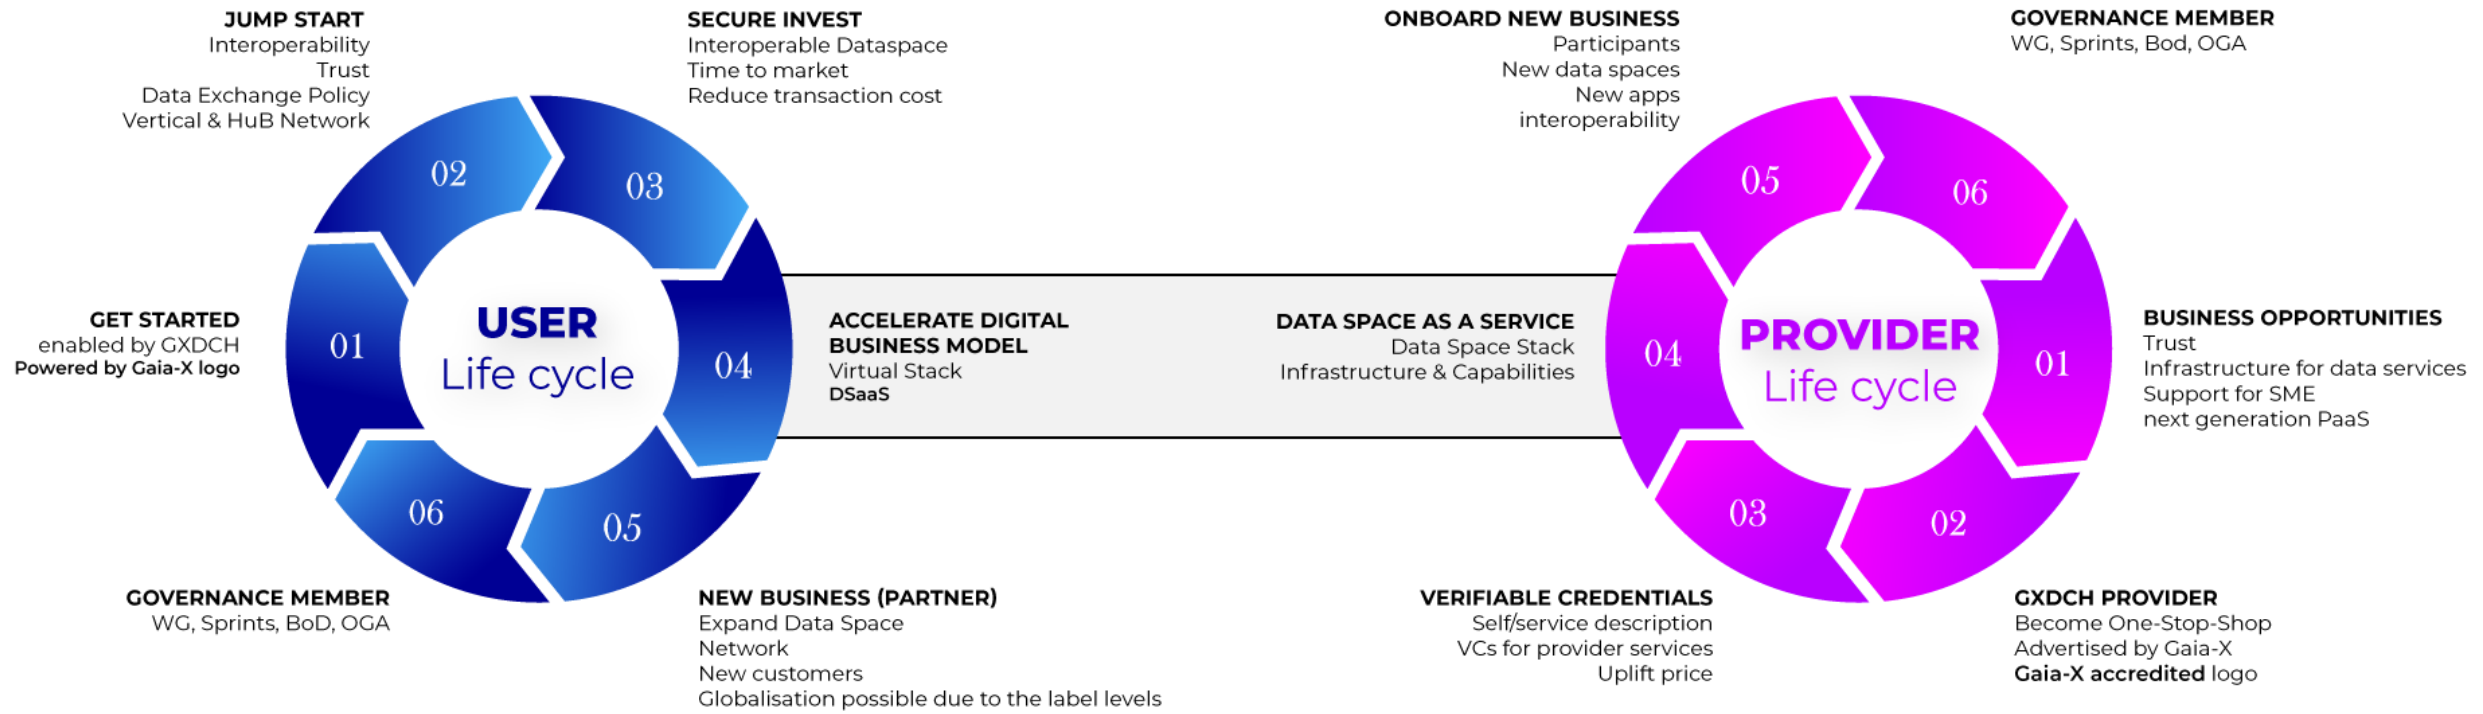 JUMP START
Interoperability
Trust
Data Exchange Policy
Vertical & HuB Network
SECURE INVEST
Interoperable Dataspace
Time to market
Reduce transaction cost
02
03
GET STARTED
enabled by GXDCH
Powered by Gaia-X logo
01
USER
Life cycle
04
ACCELERATE DIGITAL
BUSINESS MODEL
Virtual Stack
DSaaS
06
05
GOVERNANCE MEMBER
WG, Sprints, BoD, OGA
NEW BUSINESS (PARTNER)
Expand Data Space
Network
New customers
Globalisation possible due to the label levels
ONBOARD NEW BUSINESS
Participants
New data spaces
New apps
interoperability
GOVERNANCE MEMBER
WG, Sprints, Bod, OGA
05
06
DATA SPACE AS A SERVICE
Data Space Stack
Infrastructure & Capabilities
04
PROVIDER
Life cycle
01
BUSINESS OPPORTUNITIES
Trust
Infrastructure for data services
Support for SME
next generation PaaS
03
02
VERIFIABLE CREDENTIALS
Self/service description
VCs for provider services
Uplift price
GXDCH PROVIDER
Become One-Stop-Shop
Advertised by Gaia-X
Gaia-X accredited logo